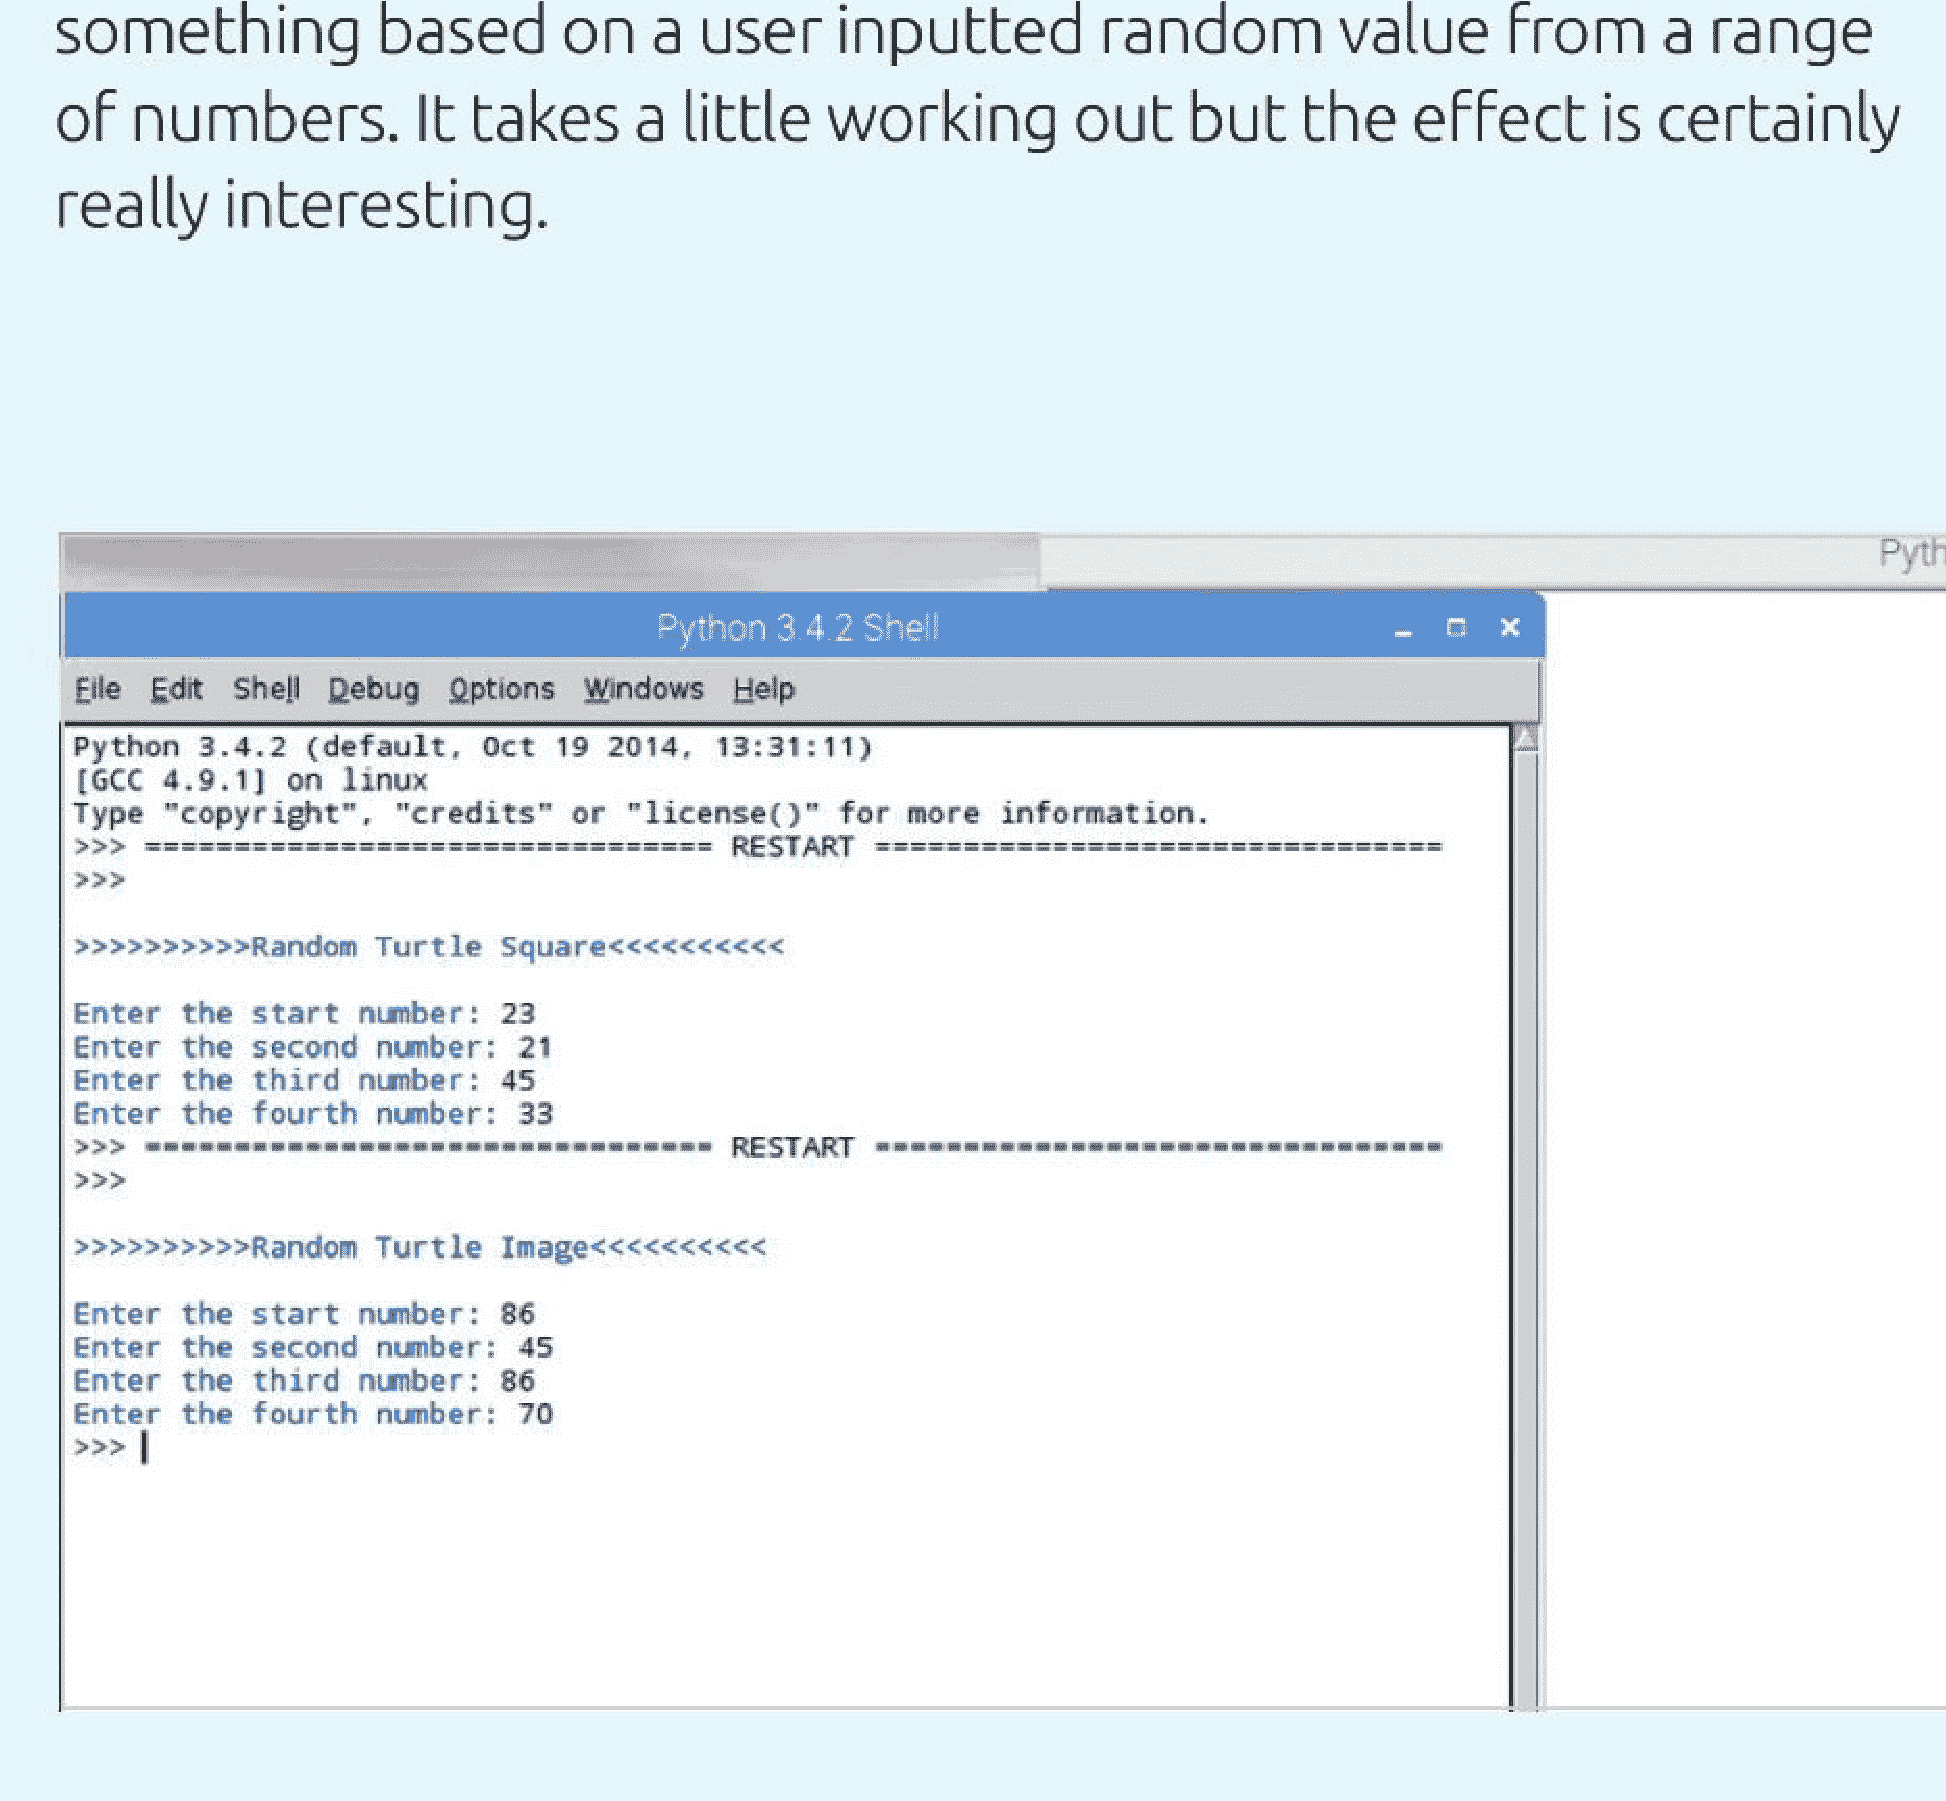 something based on a user inputted random value from a range
of numbers. It takes a little working out but the effect is certainly
really interesting.
Pyth
Python 3.4.2 Shell
File Edit Shell Debug Options Windows Help
Python 3.4.2 (default, Oct 19 2014, 13:31:11)
[GCC 4.9.1] on linux
Type "copyright", "credits" or "license()" for more information.
>>> ================================ RESTART ================================
>>>
>>>>>>>>>>Random Turtle Square<<<<<<<<<<
Enter the start number: 23
Enter the second number: 21
Enter the third number: 45
Enter the fourth number: 33
>>> ================================ RESTART ================================
>>>
>>>>>>>>>>Random Turtle Image<<<<<<<<<<
Enter the start number: 86
Enter the second number: 45
Enter the third number: 86
Enter the fourth number: 70
>>>